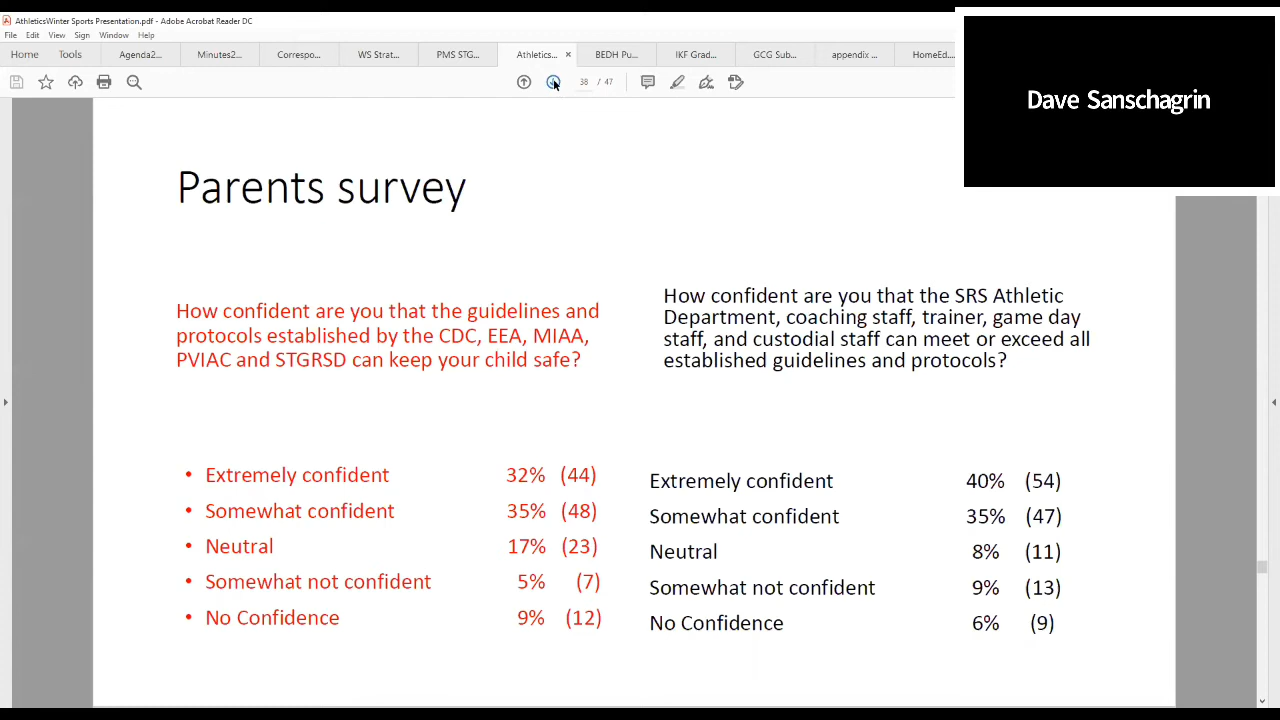 AthleticsWinter Sports Presentation.pdf - Adobe Acrobat Reader DC
File Edit View Sign Window Help
Home Tools Agenda2... Minutes2... Correspo... WS Strat... PMS STG... Athletics... × BEDH Pu... IKF Grad... GCG Sub... appendix ... HomeEd....
38 / 47
Dave Sanschagrin
Parents survey
How confident are you that the guidelines and
protocols established by the CDC, EEA, MIAA,
PVIAC and STGRSD can keep your child safe?
• Extremely confident 32% (44)
• Somewhat confident 35% (48)
• Neutral 17% (23)
• Somewhat not confident 5% (7)
• No Confidence 9% (12)
How confident are you that the SRS Athletic
Department, coaching staff, trainer, game day
staff, and custodial staff can meet or exceed all
established guidelines and protocols?
Extremely confident 40% (54)
Somewhat confident 35% (47)
Neutral 8% (11)
Somewhat not confident 9% (13)
No Confidence 6% (9)